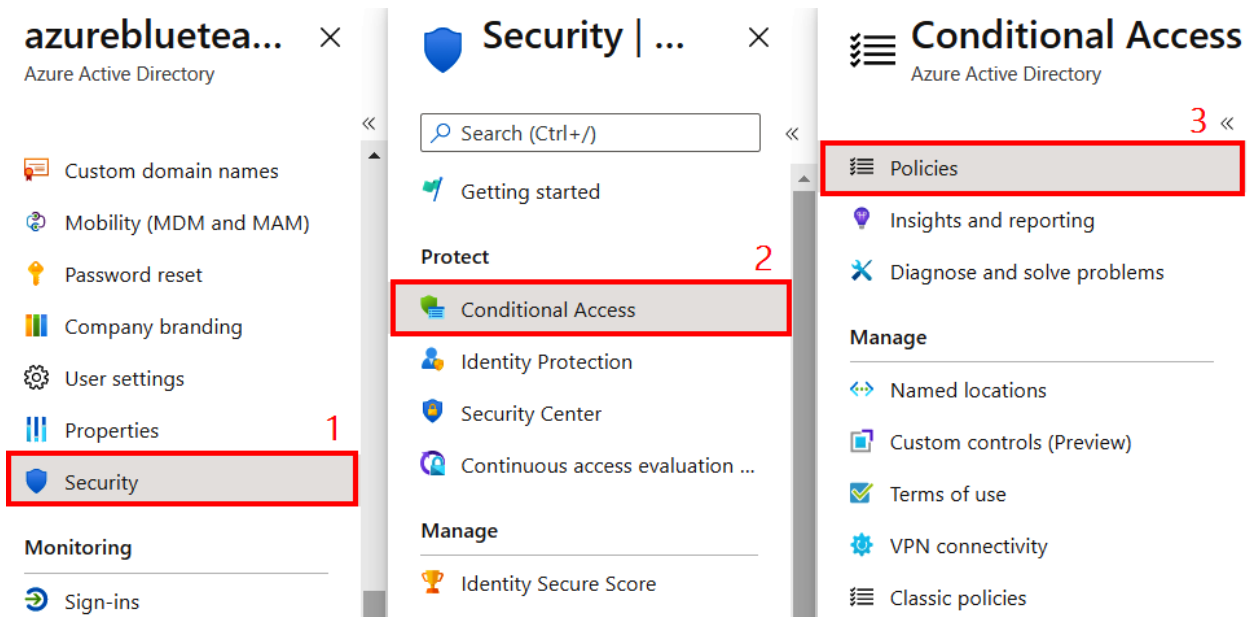 azurebluetea...
Azure Active Directory
«
Custom domain names
Mobility (MDM and MAM)
Password reset
Company branding
User settings
Properties
1
Security
Monitoring
Sign-ins
Security | ...
Search (Ctrl+/)
«
Getting started
Protect
2
Conditional Access
Identity Protection
Security Center
Continuous access evaluation ...
Manage
Identity Secure Score
Conditional Access
Azure Active Directory
3 «
Policies
Insights and reporting
Diagnose and solve problems
Manage
Named locations
Custom controls (Preview)
Terms of use
VPN connectivity
Classic policies